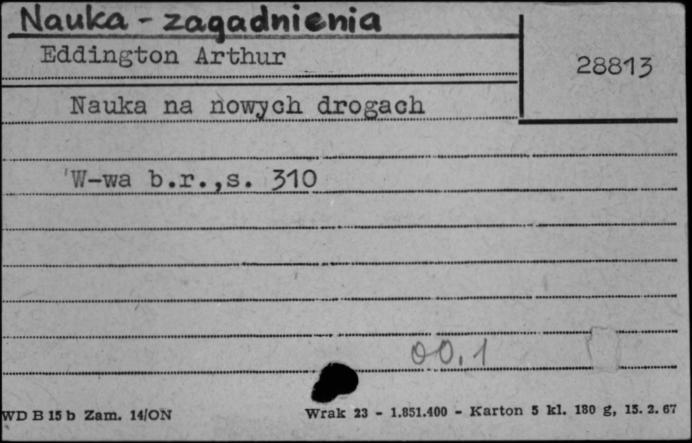 Nauka - zagadnienia
Eddington Arthur
28813
Nauka na nowych drogach
W-wa b.r.,s. 310
00.1
WD B 15 b Zam. 14/ON
Wrak 23 - 1.851.400 - Karton 5 kl. 180 g, 15. 2. 67